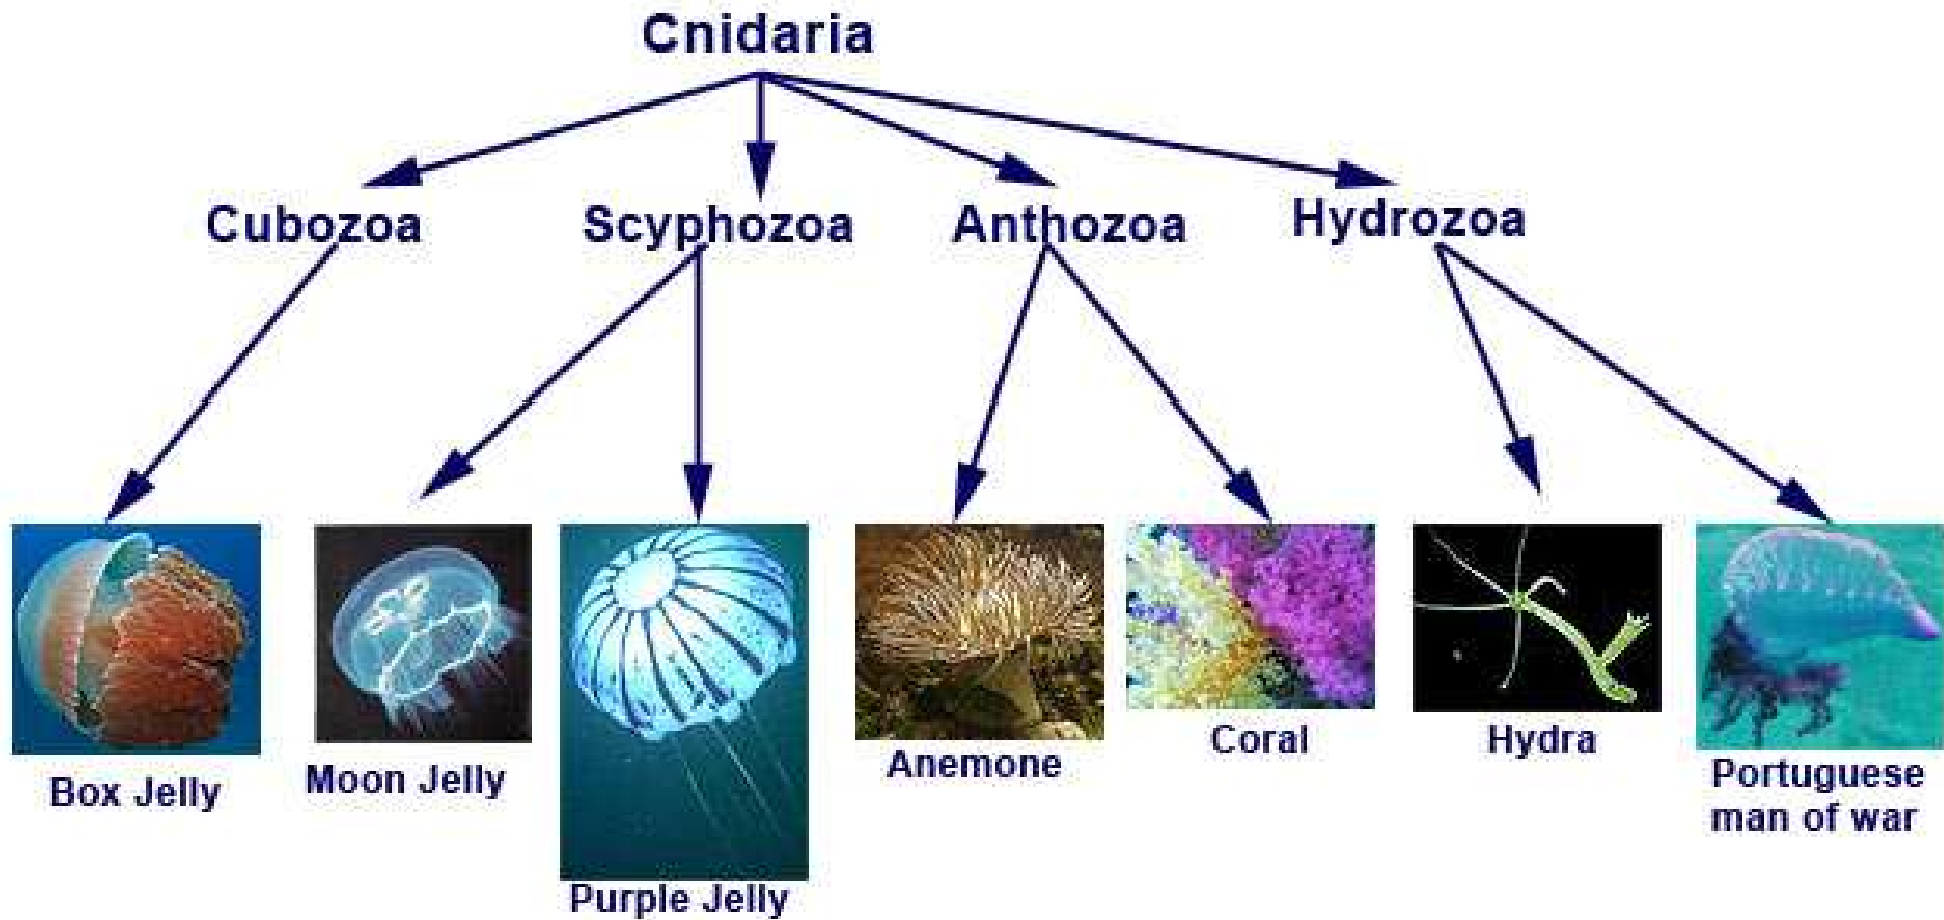 Cnidaria
Cubozoa
Scyphozoa
Anthozoa
Hydrozoa
Box Jelly
Moon Jelly
Purple Jelly
Anemone
Coral
Hydra
Portuguese
man of war